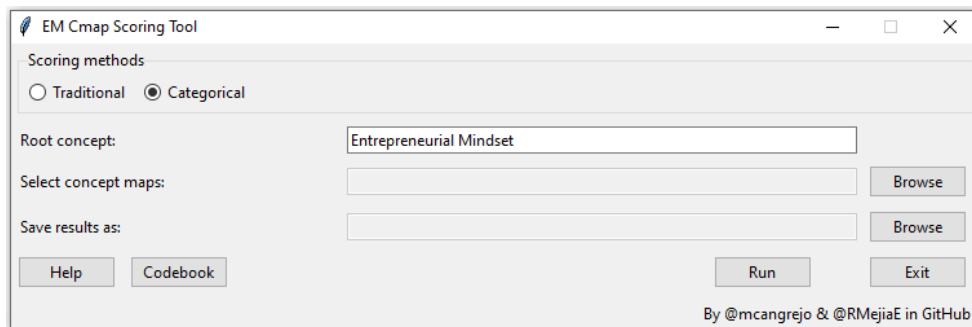 EM Cmap Scoring Tool
Scoring methods
Traditional Categorical
Root concept: Entrepreneurial Mindset
Select concept maps: Browse
Save results as: Browse
Help Codebook Run Exit
By @mcangrejo & @RMejiaE in GitHub